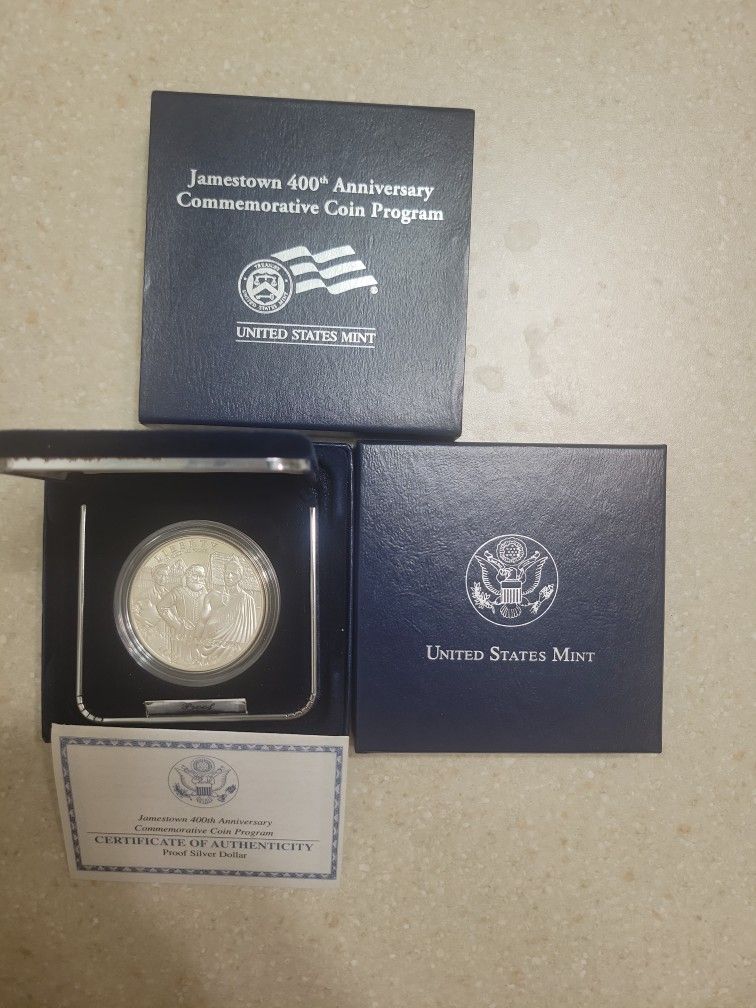 Jamestown 400th Anniversary
Commemorative Coin Program
UNITED STATES MINT
LIBERTY
Proof
UNITED STATES MINT
Jamestown 400th Anniversary
Commemorative Coin Program
CERTIFICATE OF AUTHENTICITY
Proof Silver Dollar